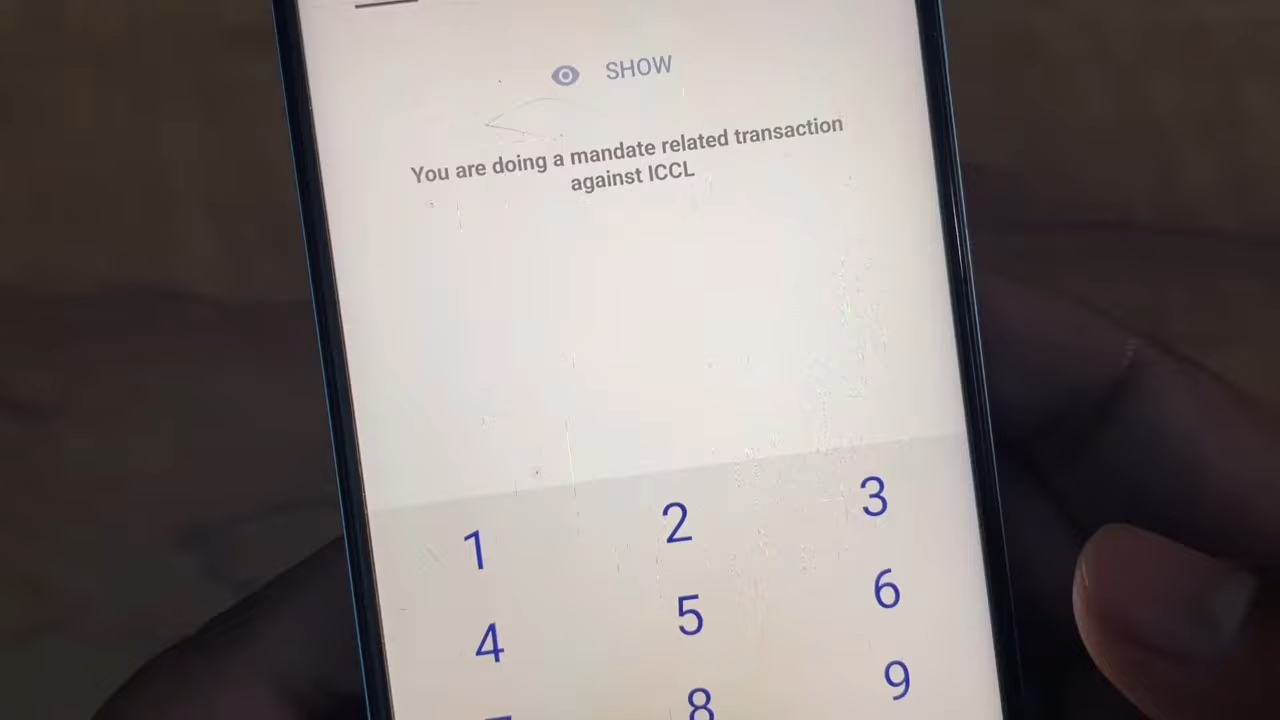 SHOW
You are doing a mandate related transaction
against ICCL
1 2 3
4 5 6
8 9